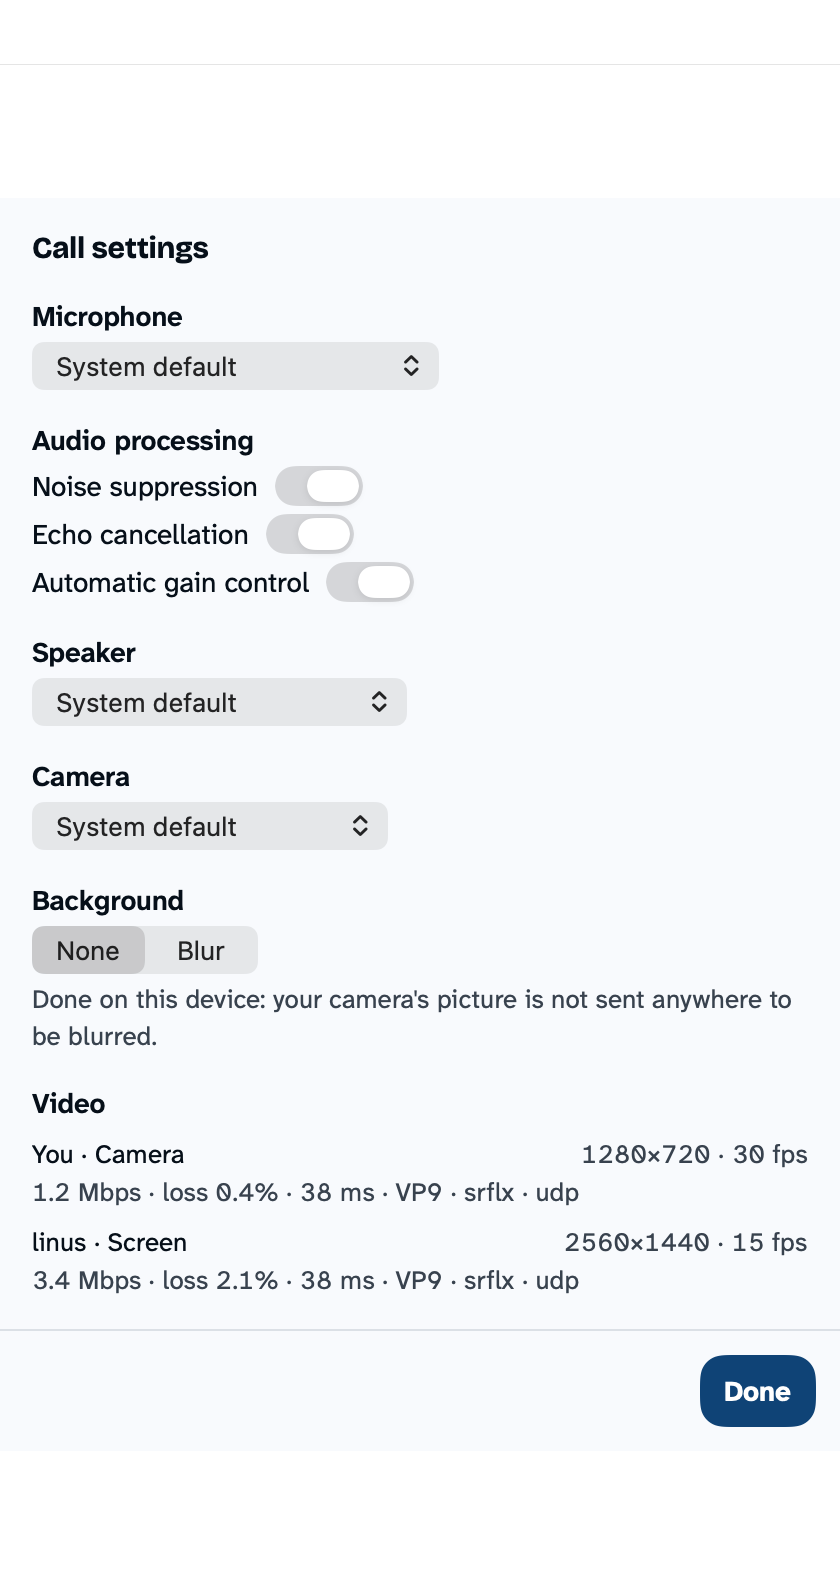 Call settings
Microphone
System default
Audio processing
Noise suppression
Echo cancellation
Automatic gain control
Speaker
System default
Camera
System default
Background
None Blur
Done on this device: your camera's picture is not sent anywhere to
be blurred.
Video
You · Camera 1280×720 · 30 fps
1.2 Mbps · loss 0.4% · 38 ms · VP9 · srflx · udp
linus · Screen 2560×1440 · 15 fps
3.4 Mbps · loss 2.1% · 38 ms · VP9 · srflx · udp
Done